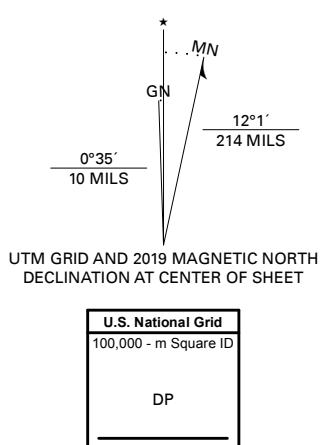 ★
MN
GN
12°1´
214 MILS
0°35´
10 MILS
UTM GRID AND 2019 MAGNETIC NORTH
DECLINATION AT CENTER OF SHEET
U.S. National Grid
100,000 - m Square ID
DP